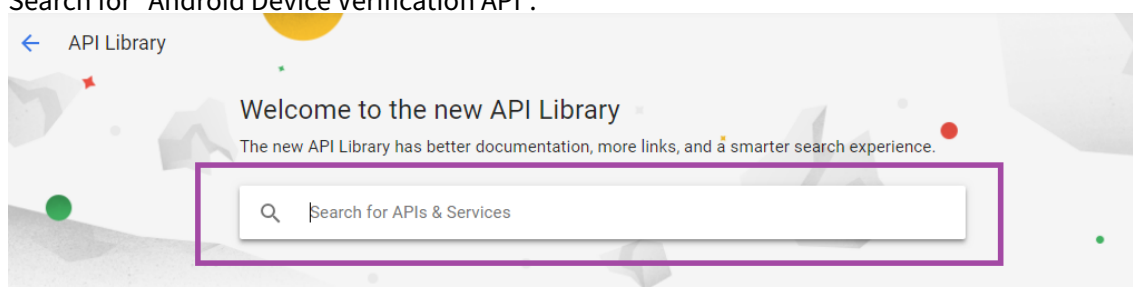 Search for "Android Device Verification API".
API Library
Welcome to the new API Library
The new API Library has better documentation, more links, and a smarter search experience.
Search for APIs & Services